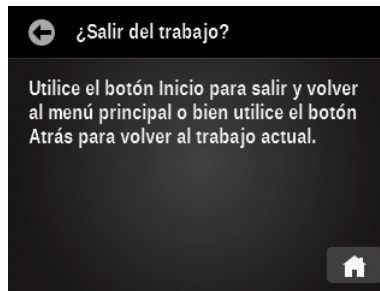 ¿Salir del trabajo?
Utilice el botón Inicio para salir y volver
al menú principal o bien utilice el botón
Atrás para volver al trabajo actual.